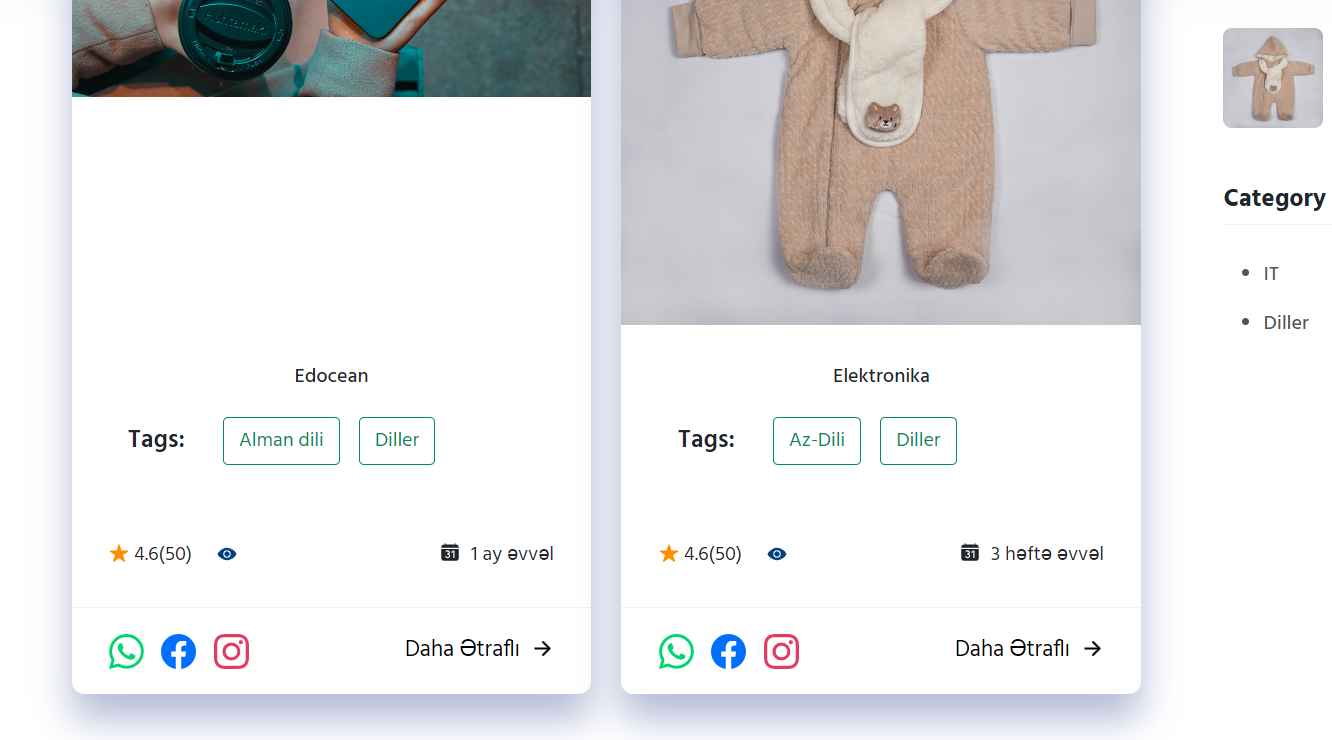 Huhtamaki
Category
IT
Diller
Edocean
Tags: Alman dili Diller
4.6(50) 31 1 ay əvvəl
Daha Ətraflı →
Elektronika
Tags: Az-Dili Diller
4.6(50) 31 3 həftə əvvəl
Daha Ətraflı →